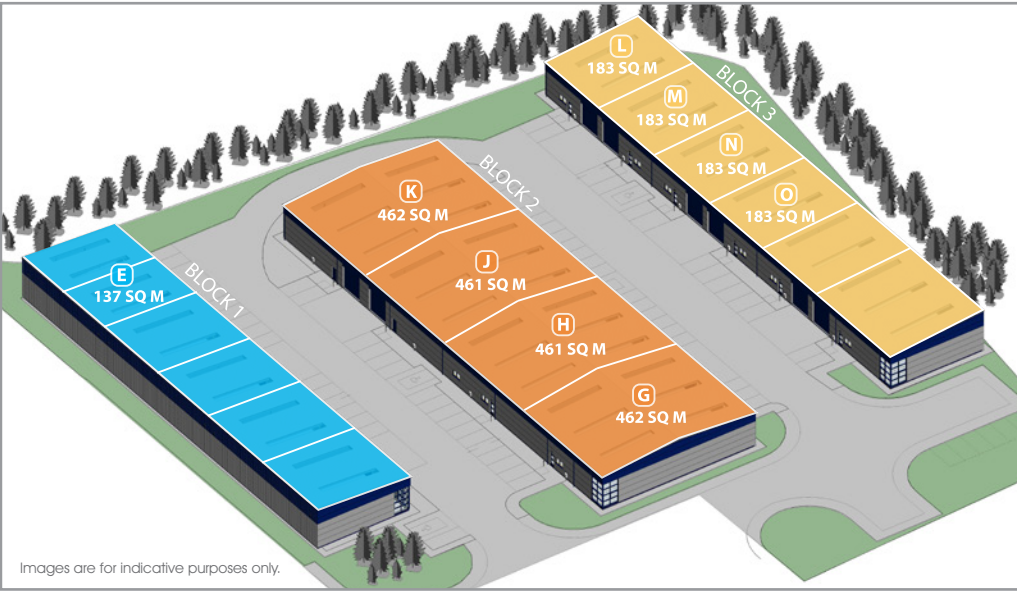 L
183 SQ M
M
183 SQ M
BLOCK 3
N
183 SQ M
O
183 SQ M
BLOCK 2
K
462 SQ M
J
461 SQ M
H
461 SQ M
G
462 SQ M
BLOCK 1
E
137 SQ M
Images are for indicative purposes only.